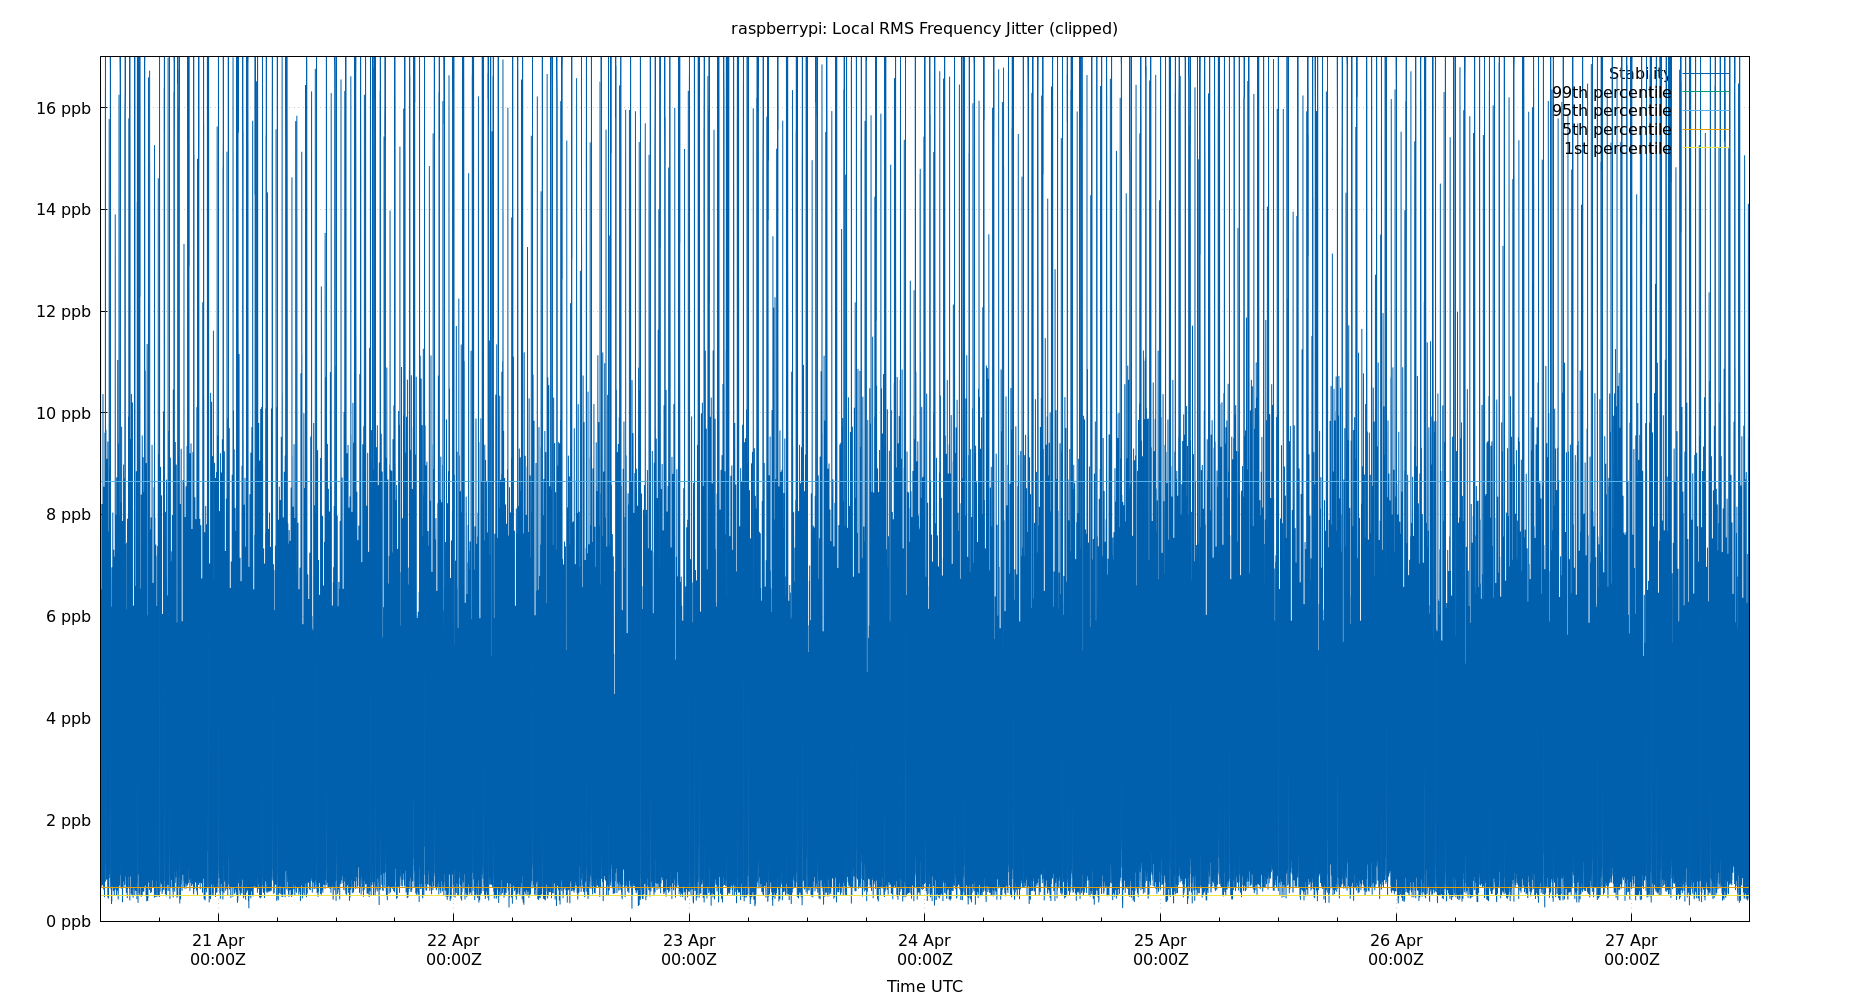 raspberrypi: Local RMS Frequency Jitter (clipped)
Stability
99th percentile
95th percentile
5th percentile
1st percentile
16 ppb
14 ppb
12 ppb
10 ppb
8 ppb
6 ppb
4 ppb
2 ppb
0 ppb
21 Apr
00:00Z
22 Apr
00:00Z
23 Apr
00:00Z
24 Apr
00:00Z
25 Apr
00:00Z
26 Apr
00:00Z
27 Apr
00:00Z
Time UTC